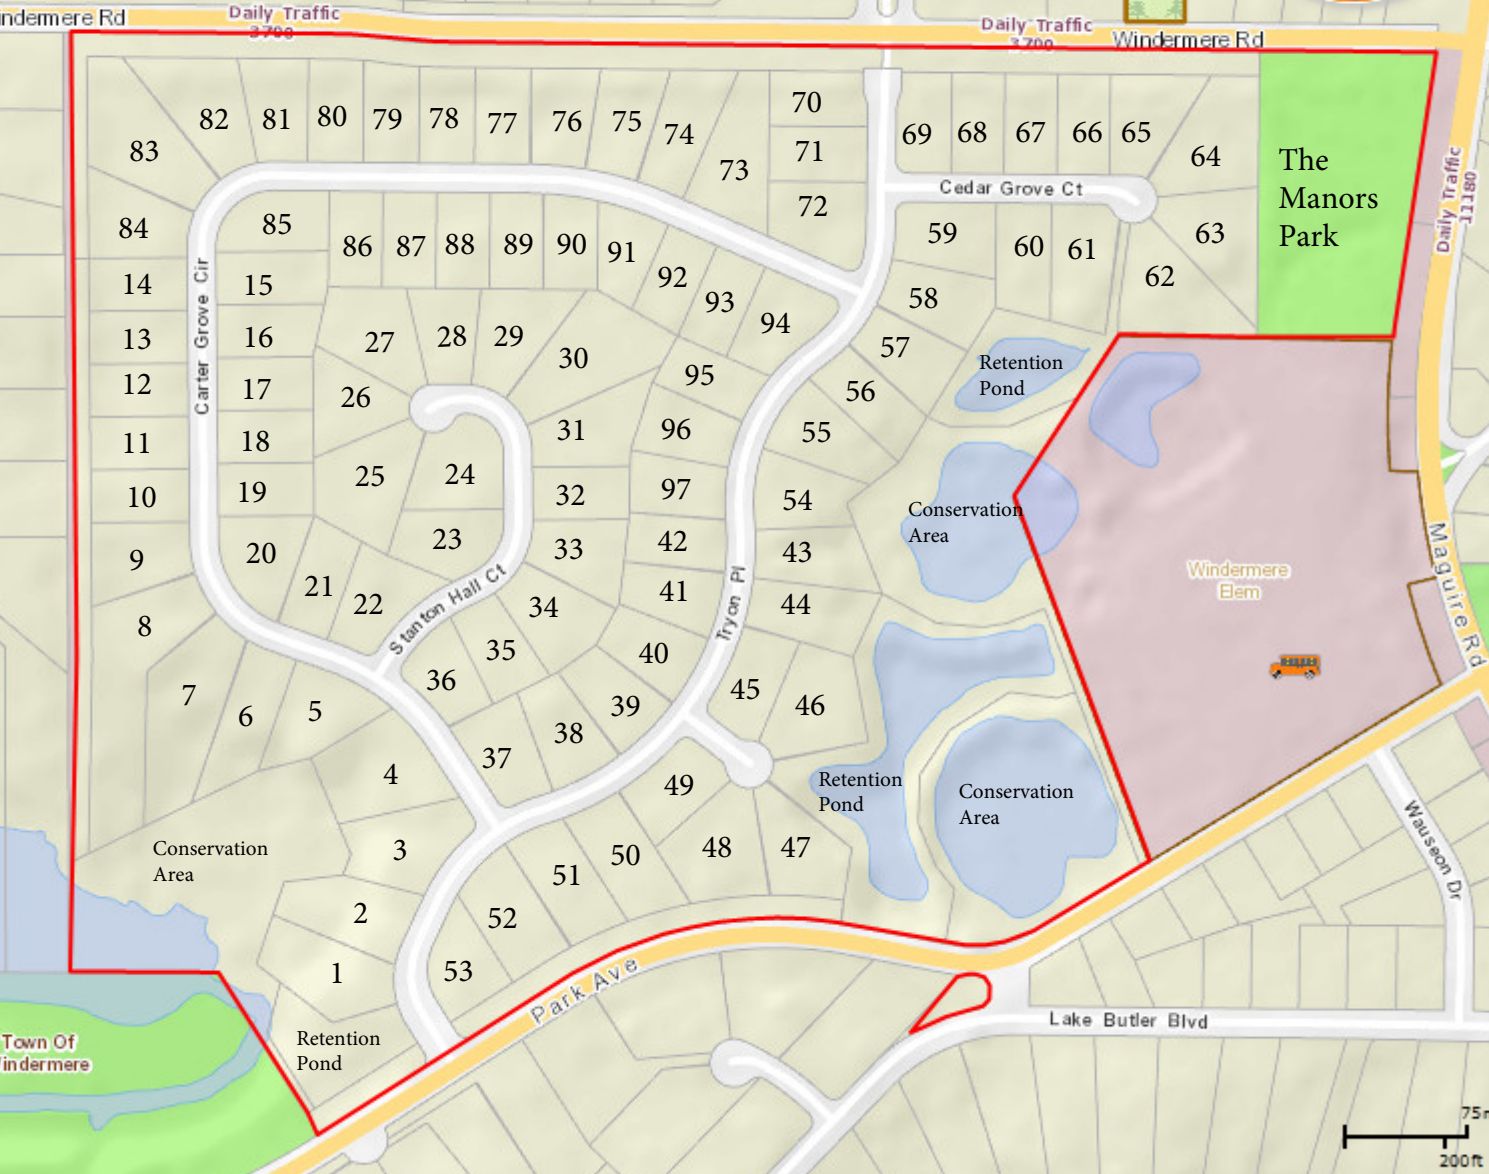 ndermere Rd
Daily Traffic
3700
Daily Traffic
3700
Windermere Rd
82
81
80
79
78
77
76
75
74
73
70
71
72
69
68
67
66
65
64
83
The
Manors
Park
Daily Traffic
11180
Cedar Grove Ct
84
85
86
87
88
89
90
91
92
93
94
59
60
61
62
63
58
57
56
55
14
13
12
11
10
9
8
Carter Grove Cir
15
16
17
18
19
20
21
22
27
28
29
30
26
25
24
23
31
32
33
34
35
36
95
96
97
42
41
40
39
38
37
Stanton Hall Ct
Tryon Pl
54
43
44
45
46
Retention
Pond
Conservation
Area
Windermere
Elem
Maguire Rd
7
6
5
4
3
2
1
49
48
47
50
51
52
53
Retention
Pond
Conservation
Area
Conservation
Area
Retention
Pond
Park Ave
Wauseon Dr
Lake Butler Blvd
Town Of
indermere
75m
200ft